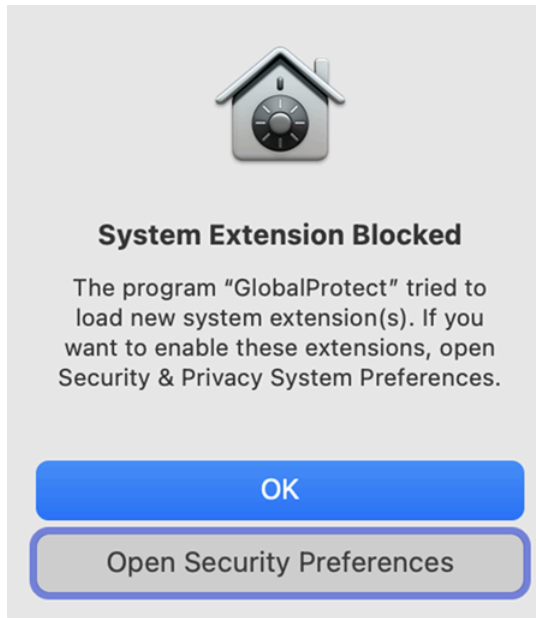 System Extension Blocked
The program “GlobalProtect” tried to
load new system extension(s). If you
want to enable these extensions, open
Security & Privacy System Preferences.
OK
Open Security Preferences